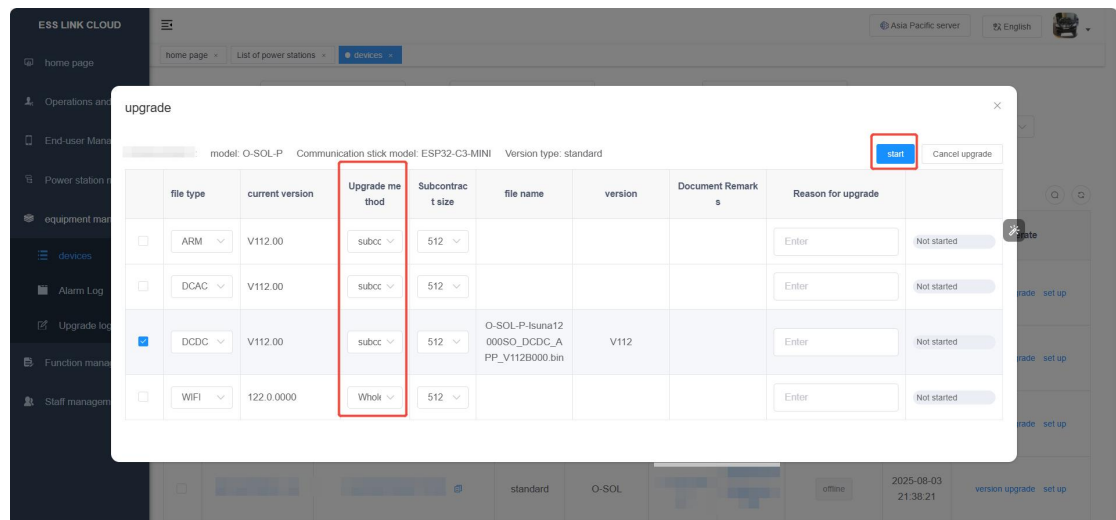 ESS LINK CLOUD
Asia Pacific server
English
home page
List of power stations
devices
home page
Operations and
End-user Mana
Power station m
equipment man
devices
Alarm Log
Upgrade log
Function manag
Staff managem
upgrade
model: O-SOL-P Communication stick model: ESP32-C3-MINI Version type: standard
start
Cancel upgrade
file type
current version
Upgrade me
thod
Subcontrac
t size
file name
version
Document Remark
s
Reason for upgrade
ARM
V112.00
subcc
512
Enter
Not started
DCAC
V112.00
subcc
512
Enter
Not started
DCDC
V112.00
subcc
512
O-SOL-P-Isuna12
000SO_DCDC_A
PP_V112B000.bin
V112
Enter
Not started
WIFI
122.0.0000
Whole
512
Enter
Not started
rate
grade set up
grade set up
grade set up
standard
O-SOL
offline
2025-08-03
21:38:21
version upgrade set up